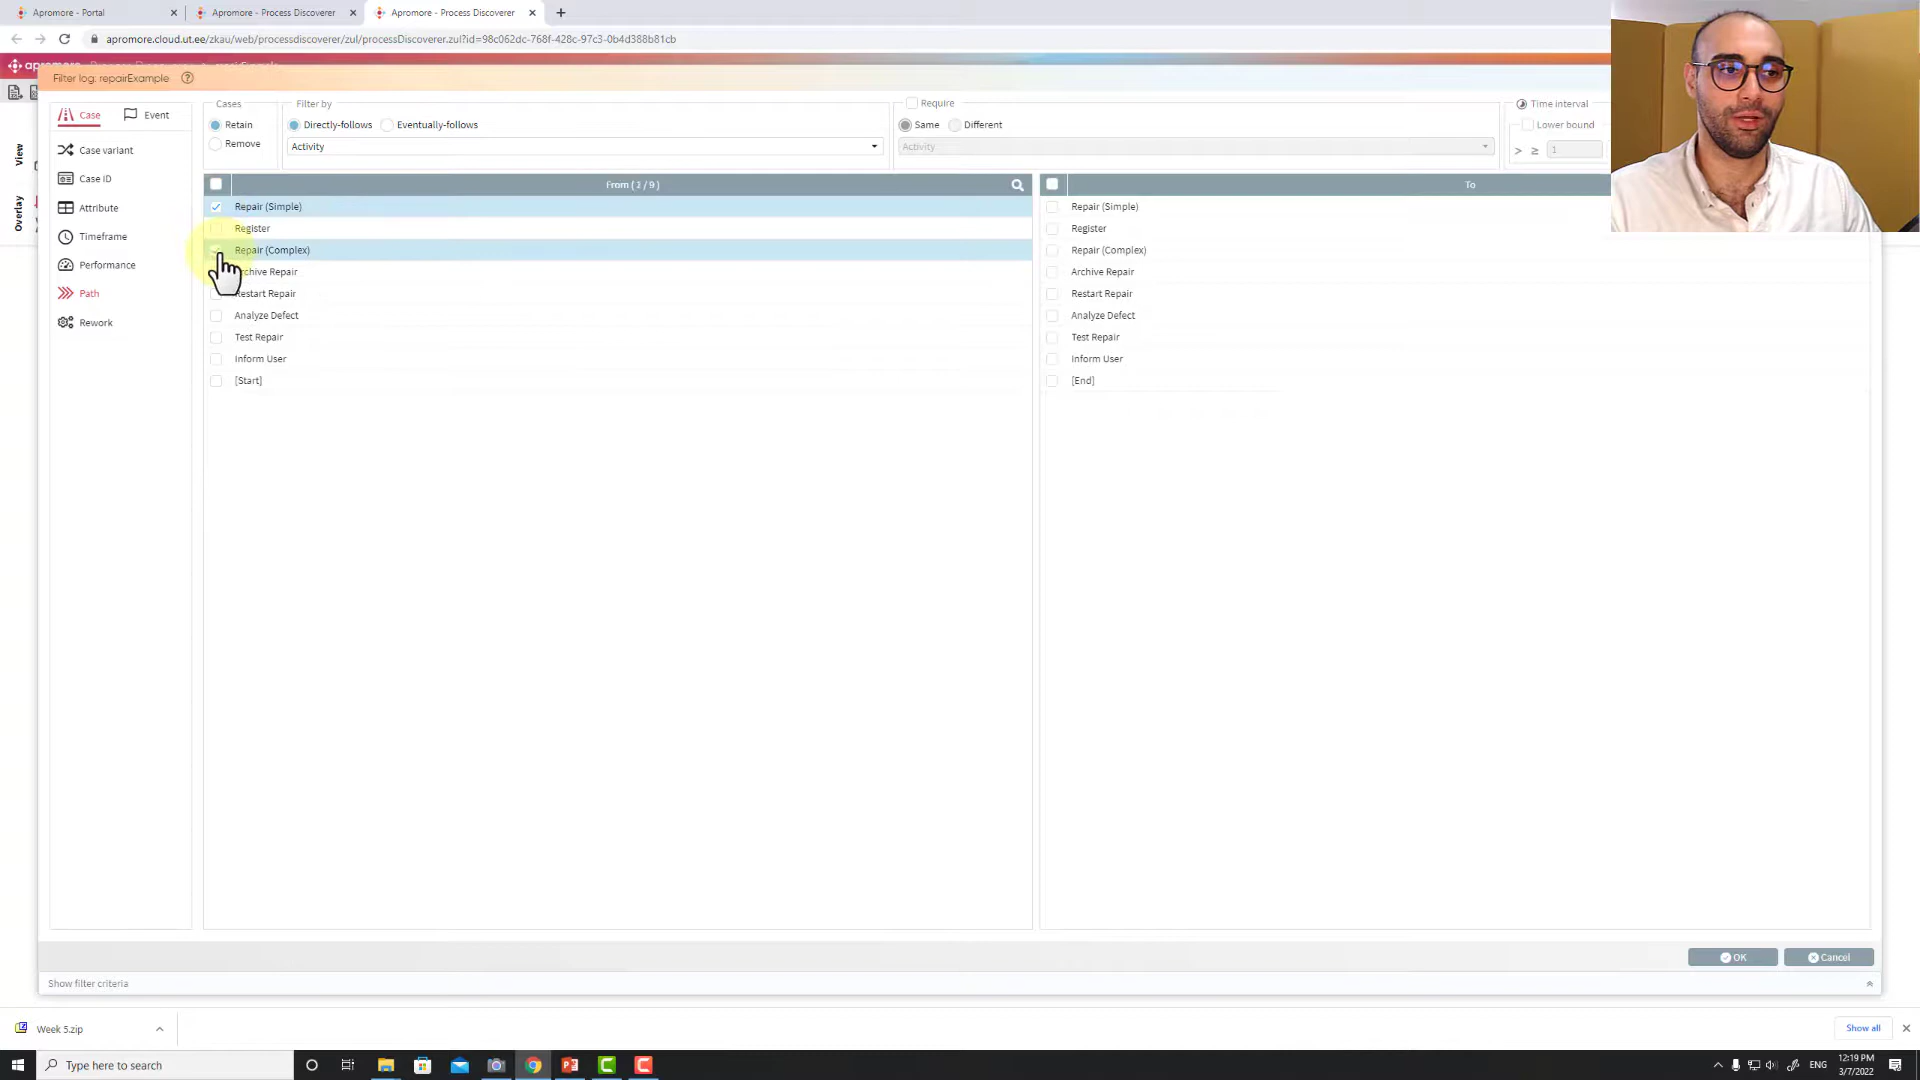 Apromore - Portal
Apromore - Process Discoverer
Apromore - Process Discoverer
apromore.cloud.ut.ee/zkau/web/processdiscoverer/zul/processDiscoverer.zul?id=98c062dc-768f-428c-97c3-0b4d388b81cb
Filter log: repairExample
View
Overlay
Case
Event
Case variant
Case ID
Attribute
Timeframe
Performance
Path
Rework
Cases
Retain
Remove
Filter by
Directly-follows
Eventually-follows
Activity
Require
Same
Different
Activity
Time interval
Lower bound
> ≥ 1
From ( 1 / 9 )
Repair (Simple)
Register
Repair (Complex)
Archive Repair
Restart Repair
Analyze Defect
Test Repair
Inform User
[Start]
To
Repair (Simple)
Register
Repair (Complex)
Archive Repair
Restart Repair
Analyze Defect
Test Repair
Inform User
[End]
OK
Cancel
Show filter criteria
Week 5.zip
Show all
Type here to search
ENG
12:19 PM
3/7/2022